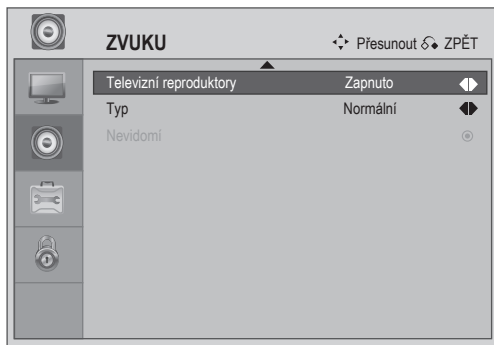 ZVUKU Přesunout ZPĚT
Televizní reproduktory Zapnuto
Typ Normální
Nevidomí